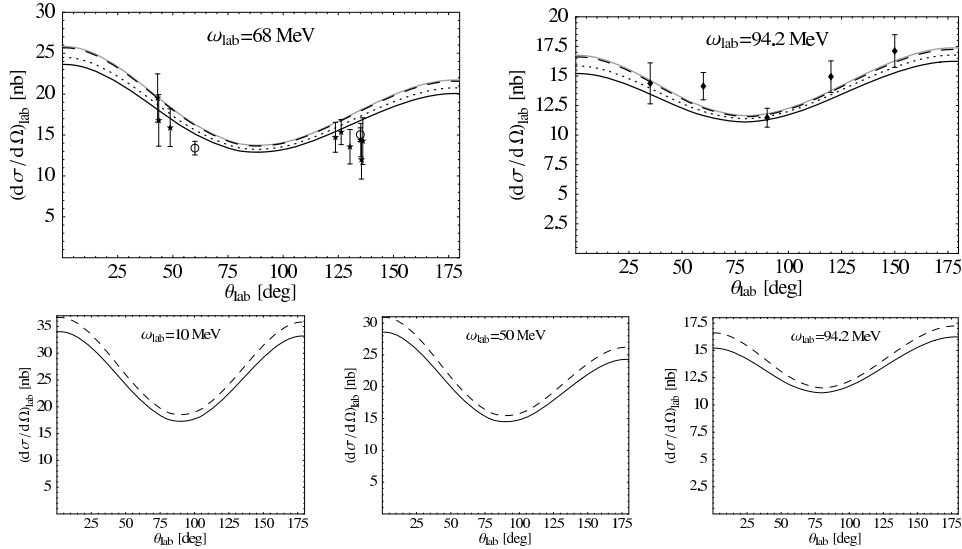 30
25
20
15
10
5
ω_lab=68 MeV
(dσ/dΩ)_lab [nb]
25 50 75 100 125 150 175
θ_lab [deg]
20
17.5
15
12.5
10
7.5
5
2.5
ω_lab=94.2 MeV
(dσ/dΩ)_lab [nb]
25 50 75 100 125 150 175
θ_lab [deg]
35
30
25
20
15
10
5
ω_lab=10 MeV
(dσ/dΩ)_lab [nb]
25 50 75 100 125 150 175
θ_lab [deg]
30
25
20
15
10
5
ω_lab=50 MeV
(dσ/dΩ)_lab [nb]
25 50 75 100 125 150 175
θ_lab [deg]
17.5
15
12.5
10
7.5
5
2.5
ω_lab=94.2 MeV
(dσ/dΩ)_lab [nb]
25 50 75 100 125 150 175
θ_lab [deg]